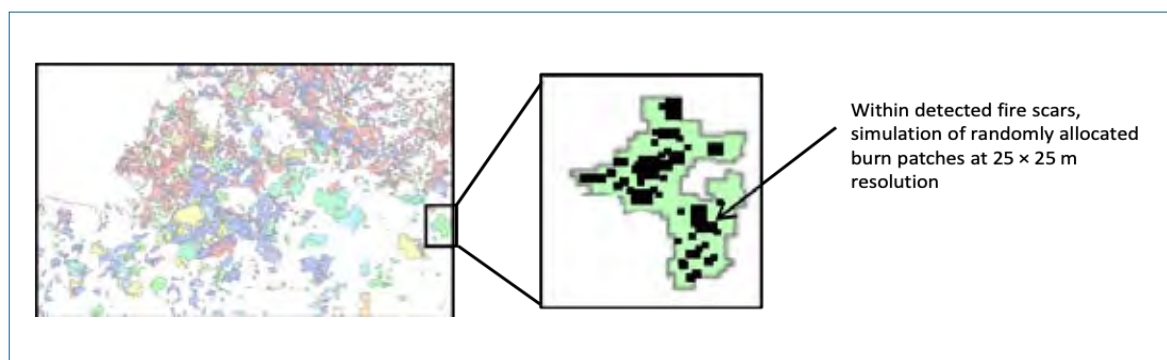 Within detected fire scars,
simulation of randomly allocated
burn patches at 25 × 25 m
resolution